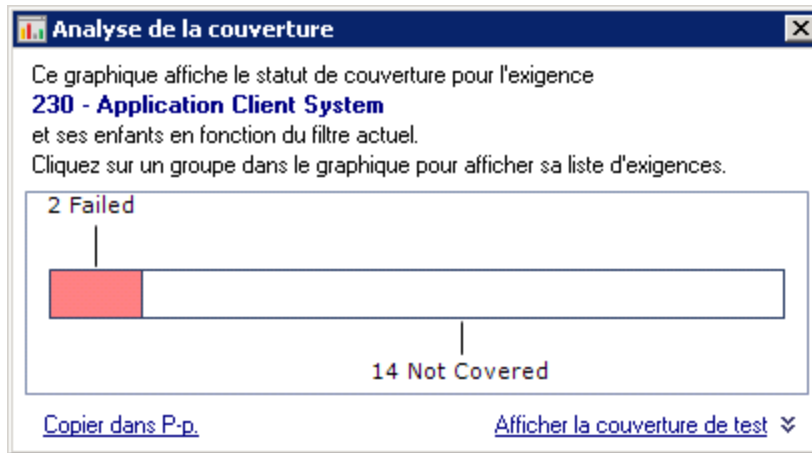 Analyse de la couverture
Ce graphique affiche le statut de couverture pour l'exigence
230 - Application Client System
et ses enfants en fonction du filtre actuel.
Cliquez sur un groupe dans le graphique pour afficher sa liste d'exigences.
2 Failed
14 Not Covered
Copier dans P-p. Afficher la couverture de test